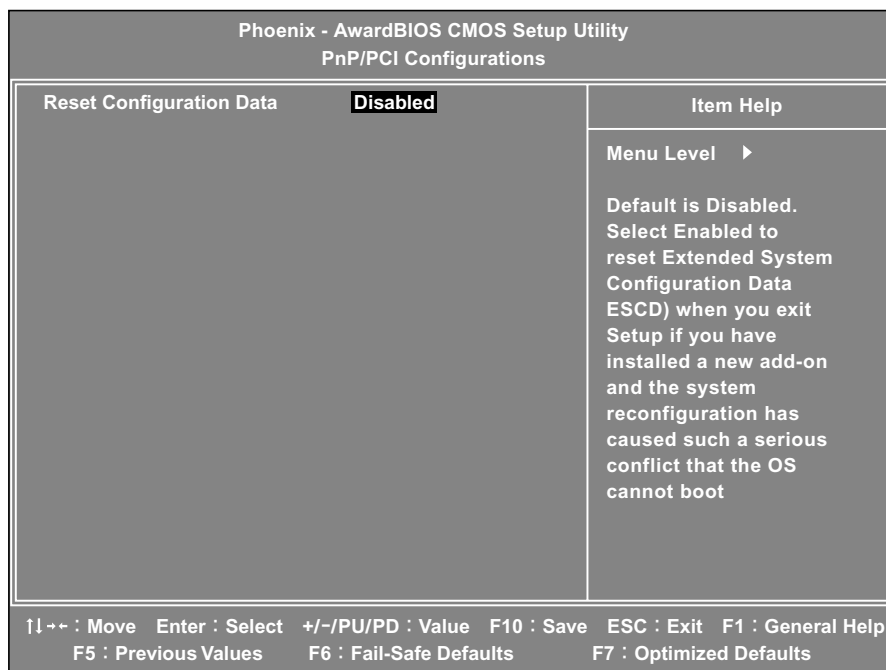 Phoenix - AwardBIOS CMOS Setup Utility
PnP/PCI Configurations
Reset Configuration Data Disabled
Item Help
Menu Level ▶
Default is Disabled.
Select Enabled to
reset Extended System
Configuration Data
ESCD) when you exit
Setup if you have
installed a new add-on
and the system
reconfiguration has
caused such a serious
conflict that the OS
cannot boot
↑↓→←：Move Enter：Select +/-/PU/PD：Value F10：Save ESC：Exit F1：General Help
F5：Previous Values F6：Fail-Safe Defaults F7：Optimized Defaults